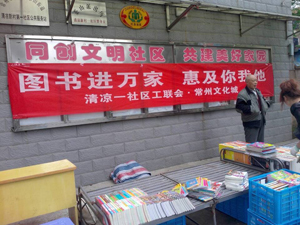 同创文明社区 共建美好家园
图书进万家 惠及你我他
清凉一社区工联会·常州文化城